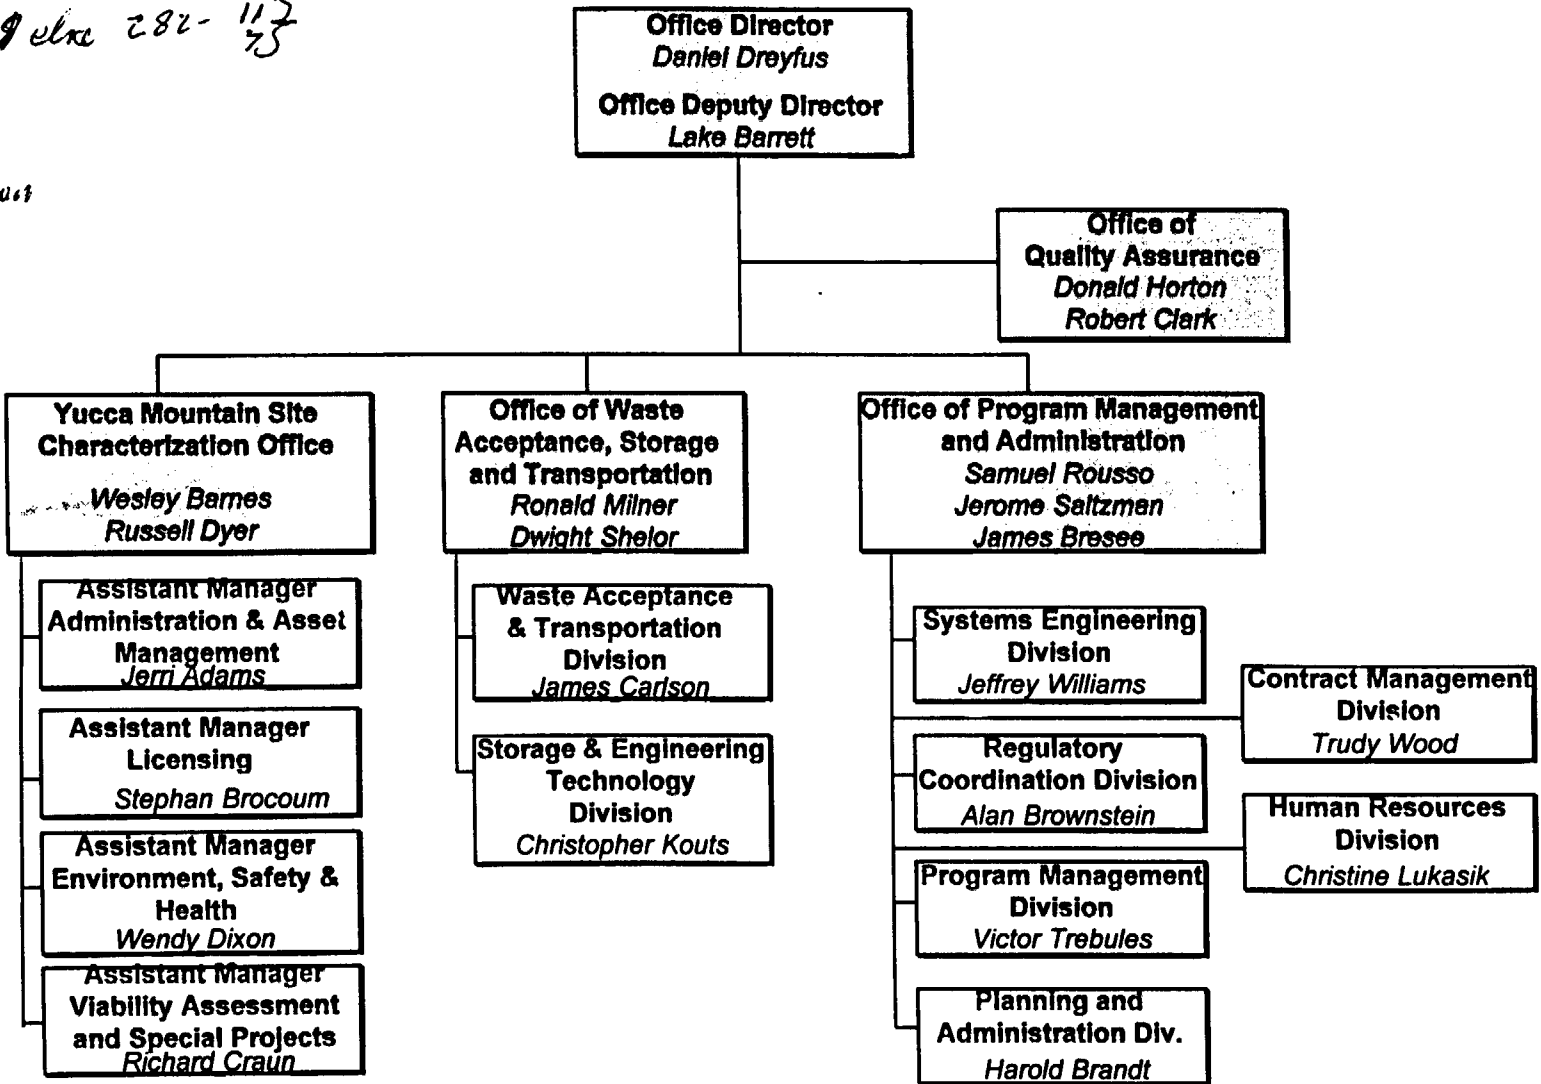 282- 117
75
Office Director
Daniel Dreyfus
Office Deputy Director
Lake Barrett
Office of
Quality Assurance
Donald Horton
Robert Clark
Yucca Mountain Site
Characterization Office
Wesley Barnes
Russell Dyer
Assistant Manager
Administration & Asset
Management
Jerri Adams
Assistant Manager
Licensing
Stephan Brocoum
Assistant Manager
Environment, Safety &
Health
Wendy Dixon
Assistant Manager
Viability Assessment
and Special Projects
Richard Craun
Office of Waste
Acceptance, Storage
and Transportation
Ronald Milner
Dwight Shelor
Waste Acceptance
& Transportation
Division
James Carlson
Storage & Engineering
Technology
Division
Christopher Kouts
Office of Program Management
and Administration
Samuel Rousso
Jerome Saltzman
James Bresee
Systems Engineering
Division
Jeffrey Williams
Contract Management
Division
Trudy Wood
Regulatory
Coordination Division
Alan Brownstein
Human Resources
Division
Christine Lukasik
Program Management
Division
Victor Trebules
Planning and
Administration Div.
Harold Brandt